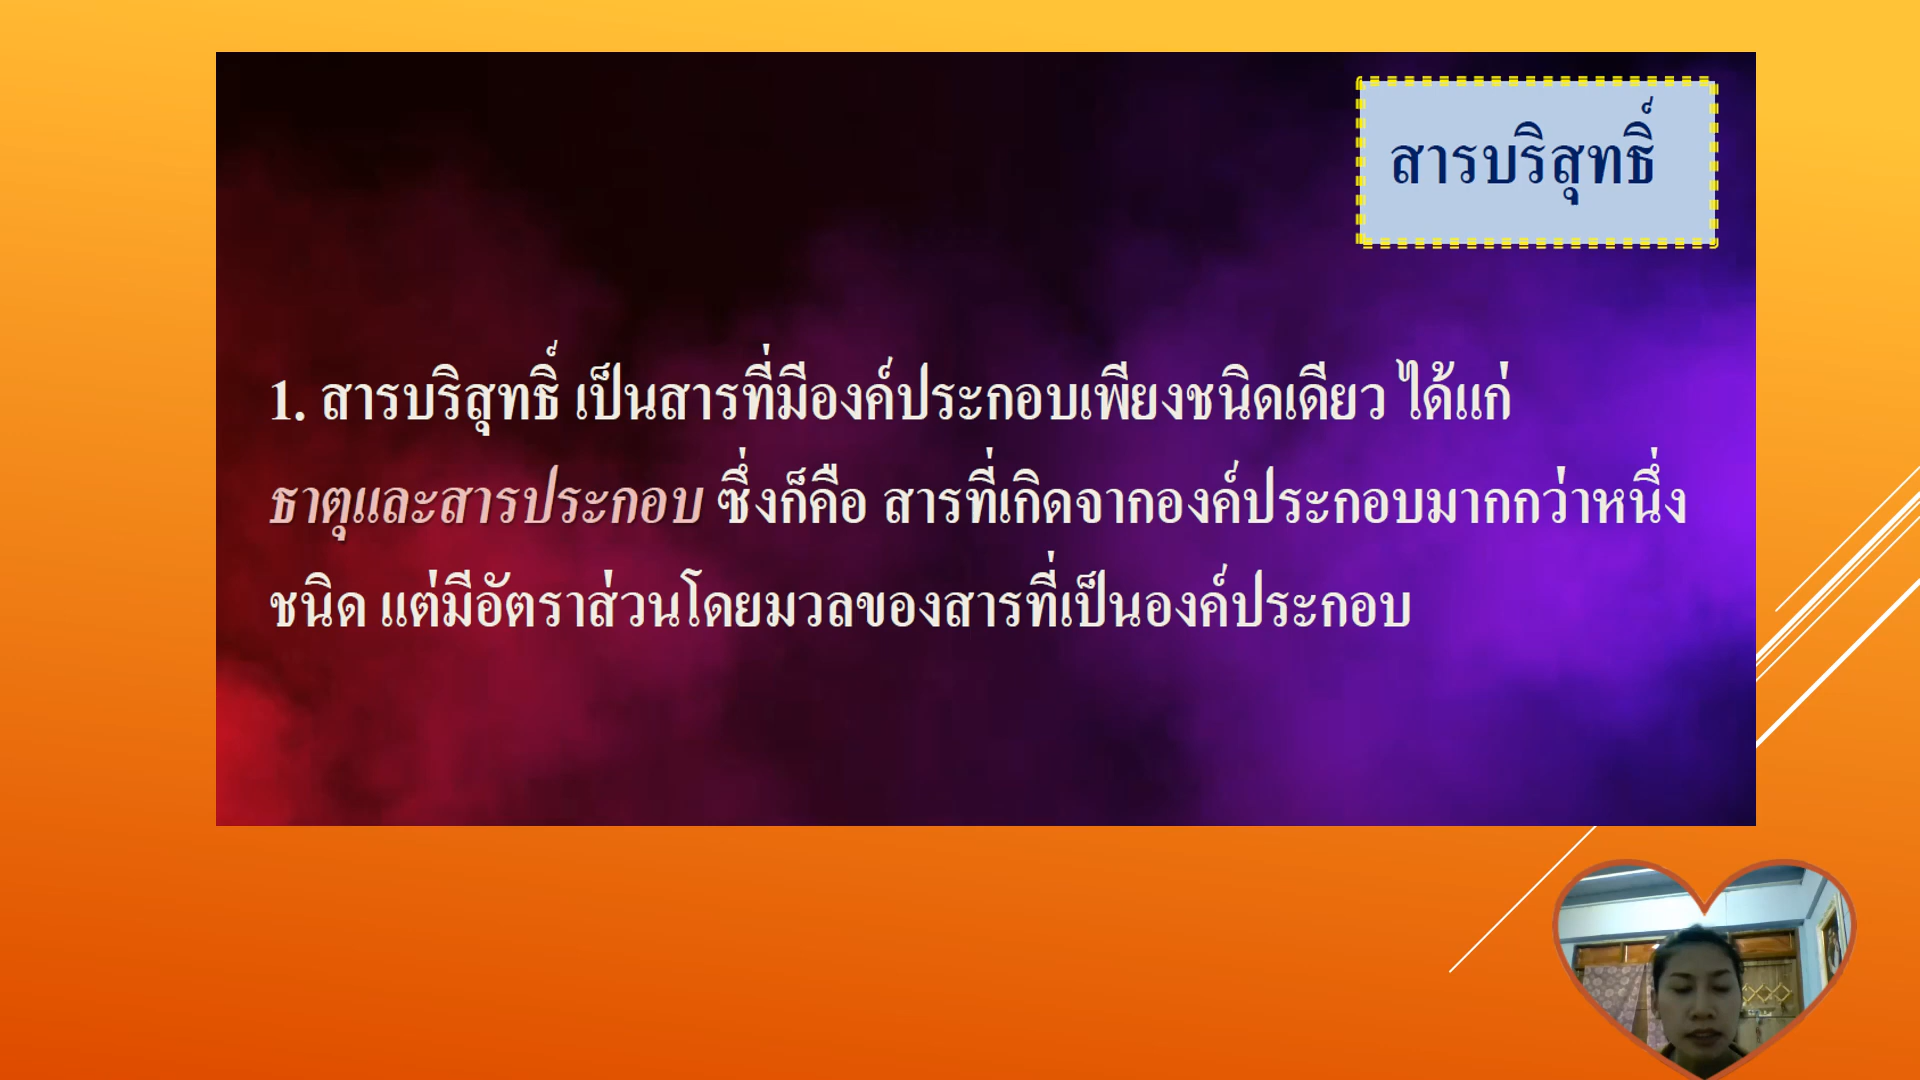 สารบริสุทธิ์
1. สารบริสุทธิ์ เป็นสารที่มีองค์ประกอบเพียงชนิดเดียว ได้แก่
ธาตุและสารประกอบ ซึ่งก็คือ สารที่เกิดจากองค์ประกอบมากกว่าหนึ่ง
ชนิด แต่มีอัตราส่วนโดยมวลของสารที่เป็นองค์ประกอบ